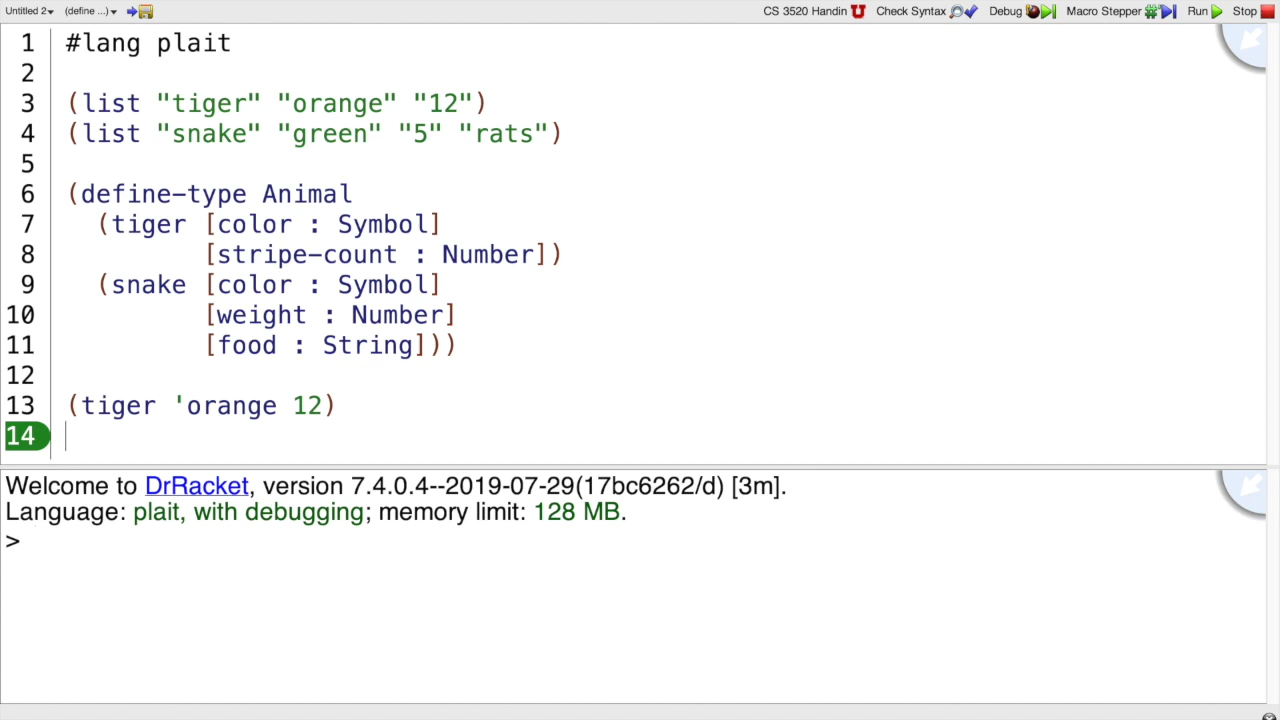 Untitled 2▾ (define ...)▾ CS 3520 Handin Check Syntax Debug Macro Stepper Run Stop
1 #lang plait
2
3 (list "tiger" "orange" "12")
4 (list "snake" "green" "5" "rats")
5
6 (define-type Animal
7 (tiger [color : Symbol]
8 [stripe-count : Number])
9 (snake [color : Symbol]
10 [weight : Number]
11 [food : String]))
12
13 (tiger 'orange 12)
14
Welcome to DrRacket, version 7.4.0.4--2019-07-29(17bc6262/d) [3m].
Language: plait, with debugging; memory limit: 128 MB.
>